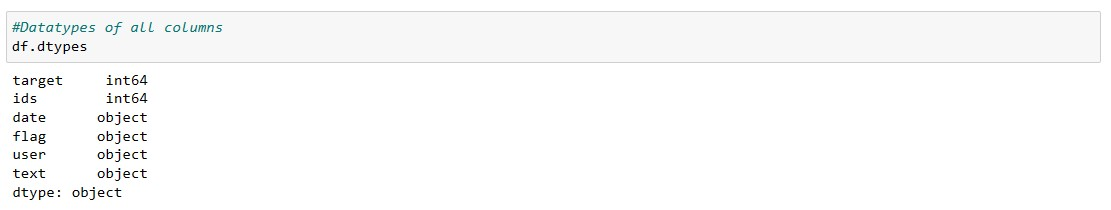 #Datatypes of all columns
df.dtypes
target     int64
ids        int64
date      object
flag      object
user      object
text      object
dtype: object